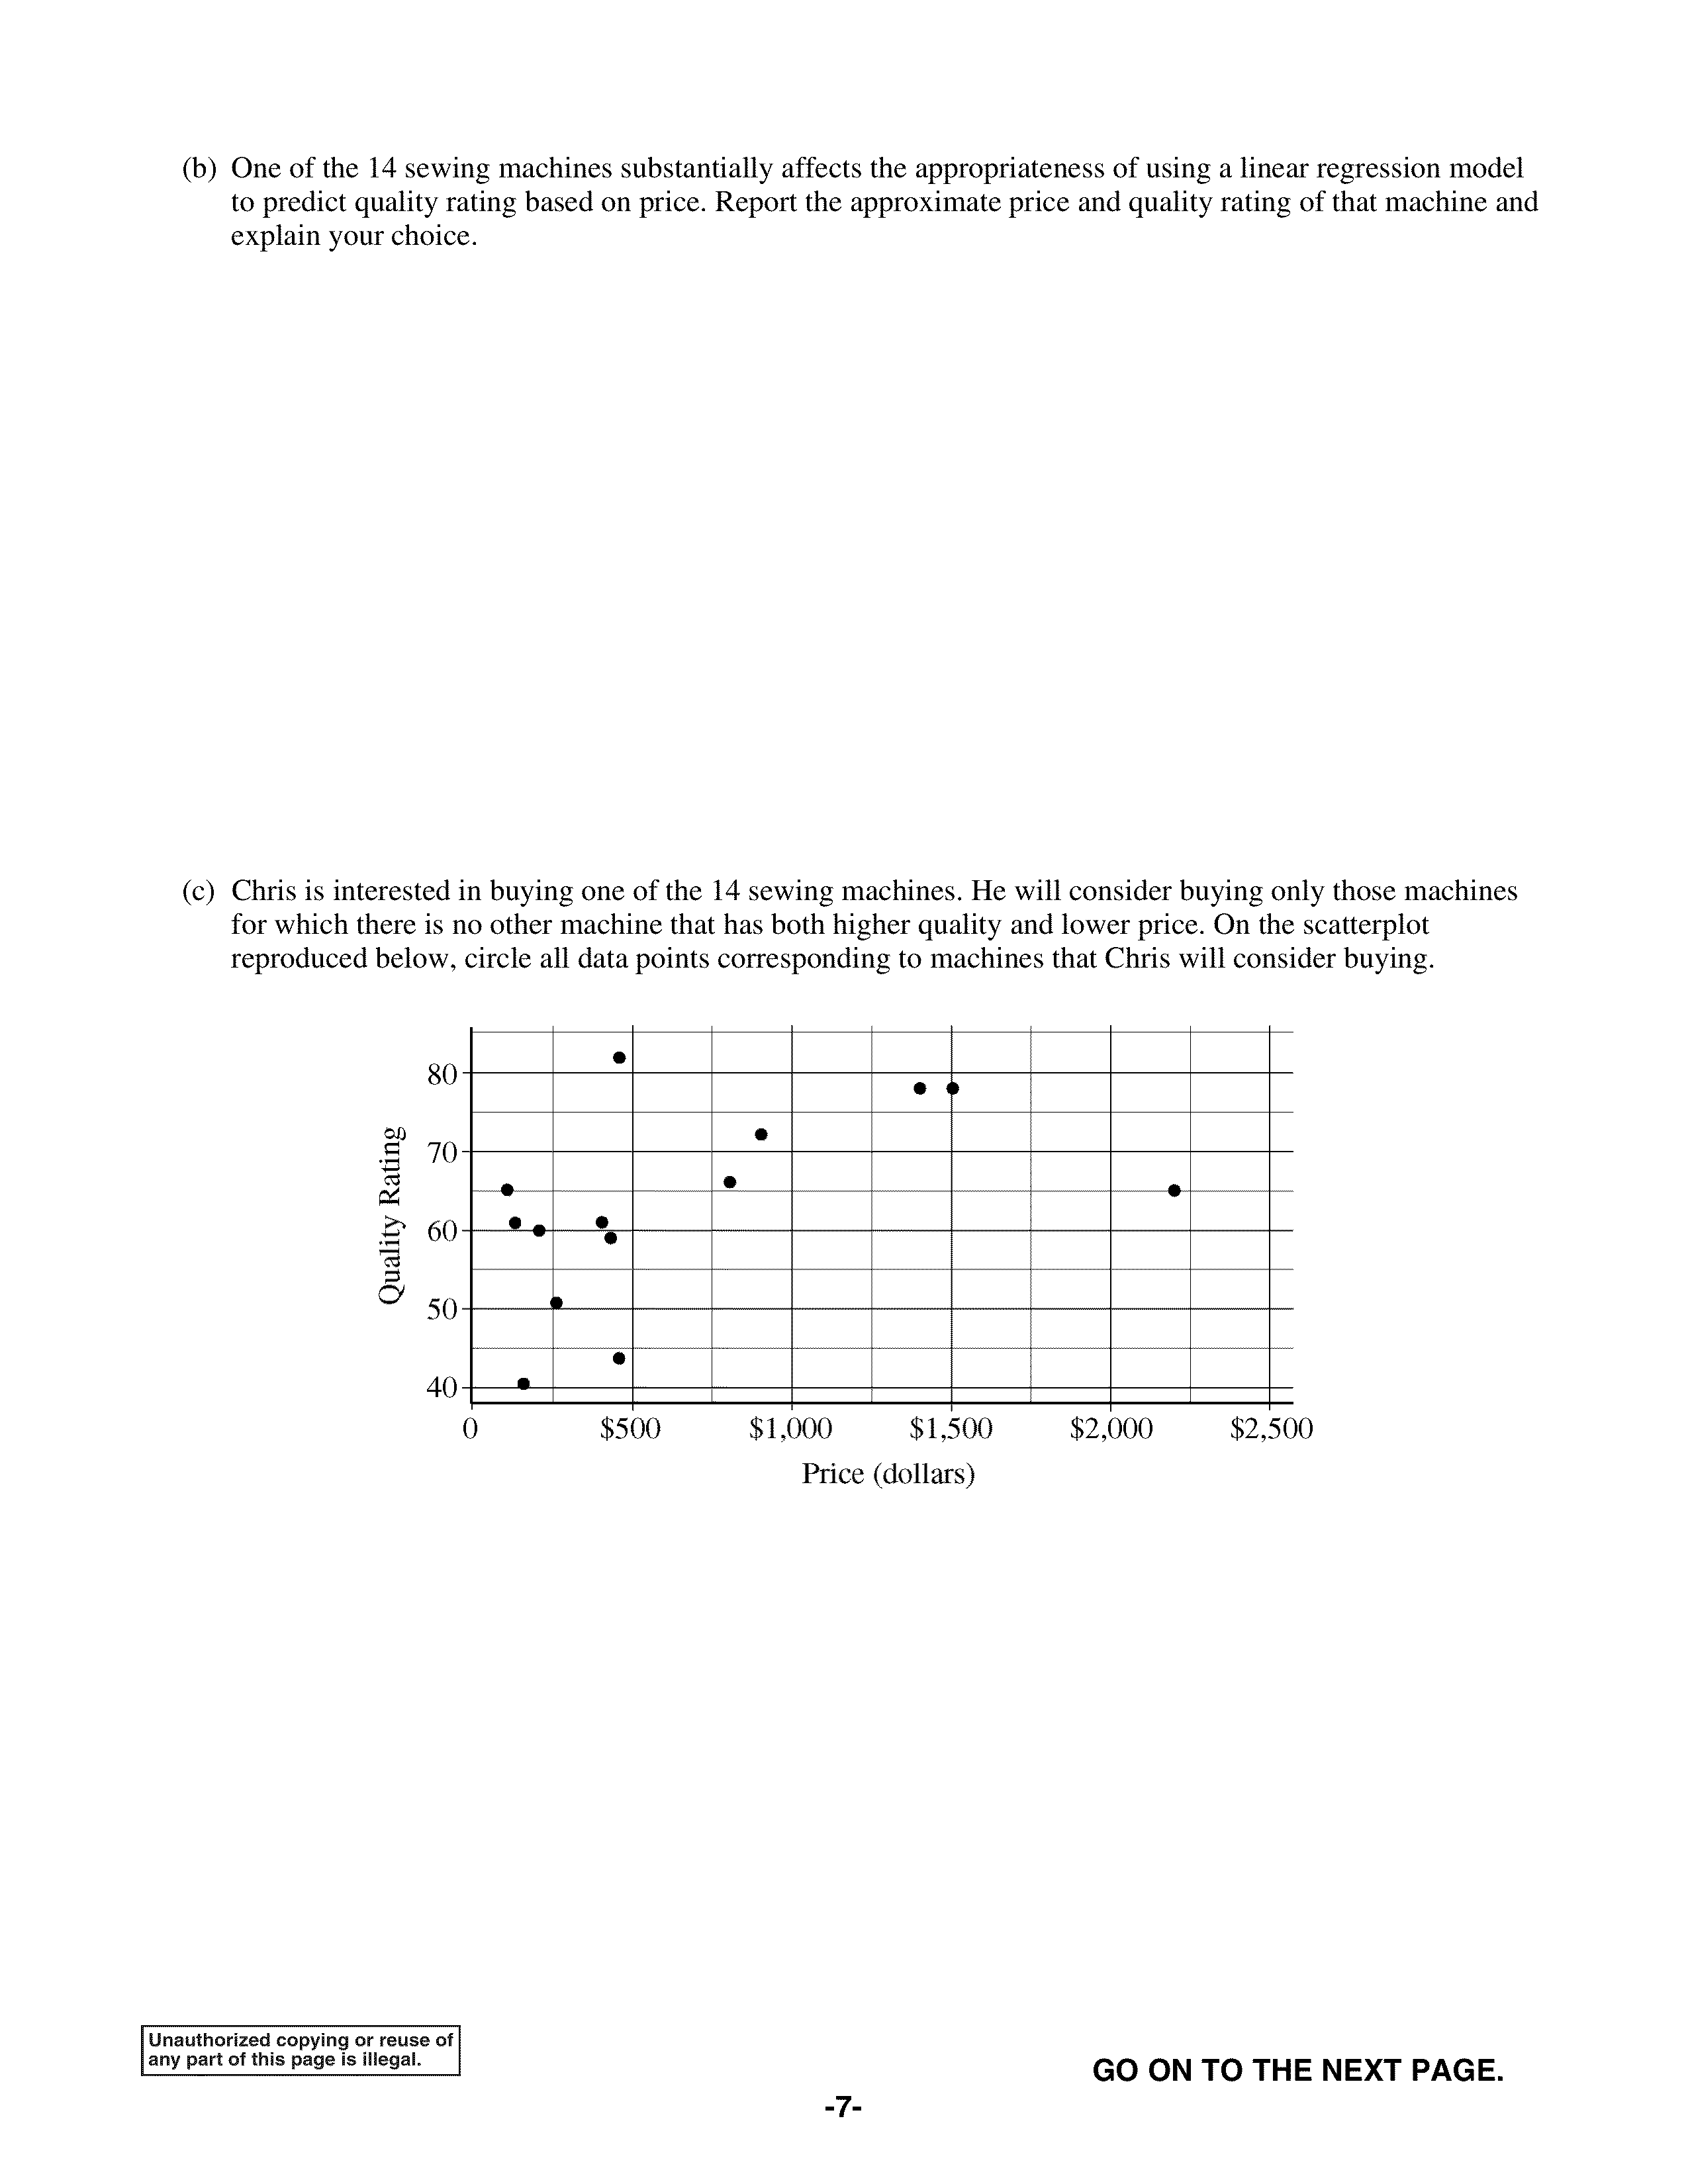 (b) One of the 14 sewing machines substantially affects the appropriateness of using a linear regression model
to predict quality rating based on price. Report the approximate price and quality rating of that machine and
explain your choice.
(c) Chris is interested in buying one of the 14 sewing machines. He will consider buying only those machines
for which there is no other machine that has both higher quality and lower price. On the scatterplot
reproduced below, circle all data points corresponding to machines that Chris will consider buying.
Quality Rating
80
70
60
50
40
0 $500 $1,000 $1,500 $2,000 $2,500
Price (dollars)
Unauthorized copying or reuse of
any part of this page is illegal.
GO ON TO THE NEXT PAGE.
-7-